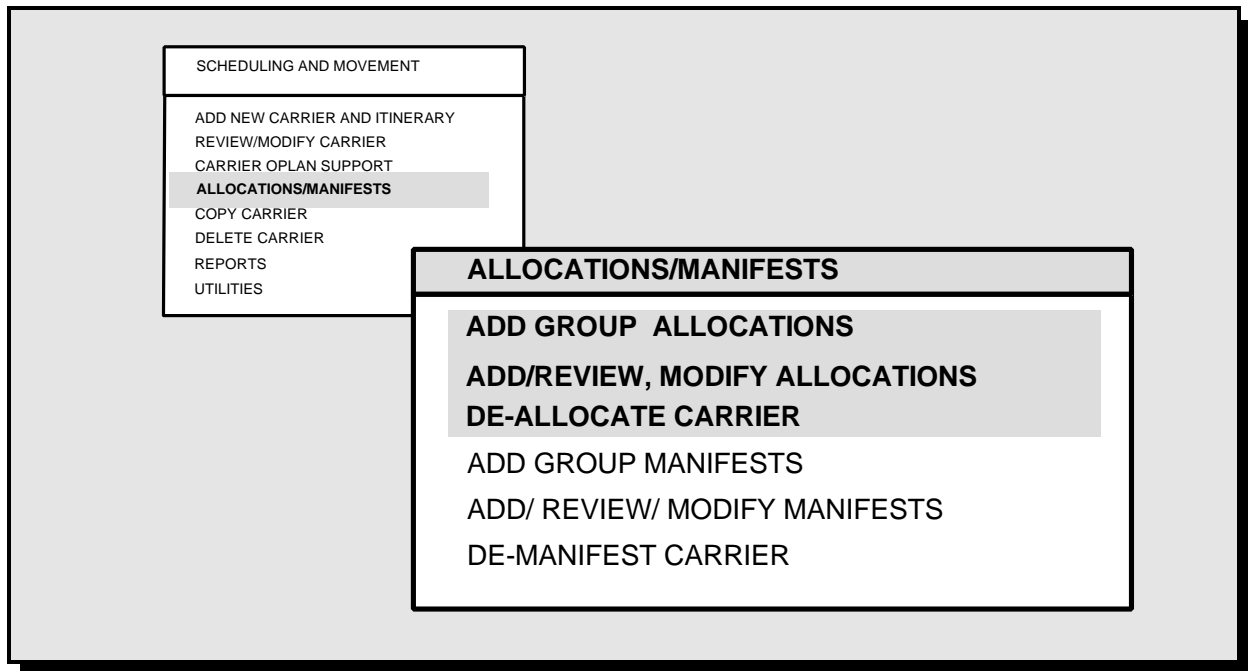 SCHEDULING AND MOVEMENT
ADD NEW CARRIER AND ITINERARY
REVIEW/MODIFY CARRIER
CARRIER OPLAN SUPPORT
ALLOCATIONS/MANIFESTS
COPY CARRIER
DELETE CARRIER
REPORTS
UTILITIES
ALLOCATIONS/MANIFESTS
ADD GROUP ALLOCATIONS
ADD/REVIEW, MODIFY ALLOCATIONS
DE-ALLOCATE CARRIER
ADD GROUP MANIFESTS
ADD/ REVIEW/ MODIFY MANIFESTS
DE-MANIFEST CARRIER